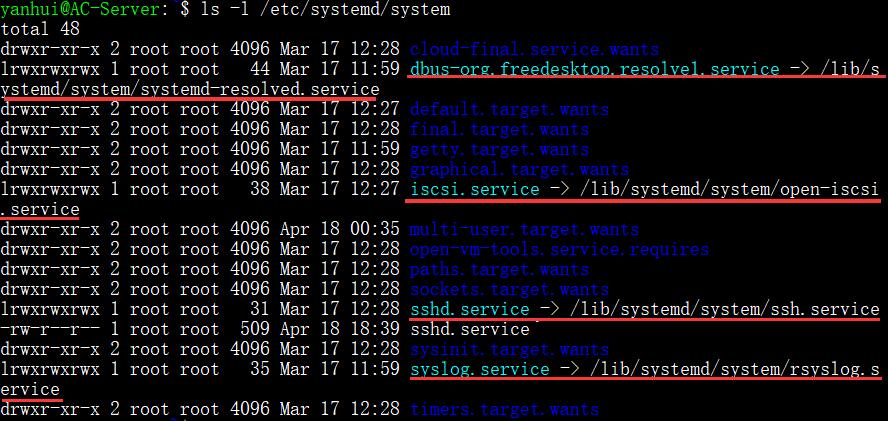 yanhui@AC-Server:~$ ls -l /etc/systemd/system
total 48
drwxr-xr-x 2 root root 4096 Mar 17 12:28 cloud-final.service.wants
lrwxrwxrwx 1 root root   44 Mar 17 11:59 dbus-org.freedesktop.resolve1.service -> /lib/s
ystemd/system/systemd-resolved.service
drwxr-xr-x 2 root root 4096 Mar 17 12:27 default.target.wants
drwxr-xr-x 2 root root 4096 Mar 17 12:28 final.target.wants
drwxr-xr-x 2 root root 4096 Mar 17 11:59 getty.target.wants
drwxr-xr-x 2 root root 4096 Mar 17 12:28 graphical.target.wants
lrwxrwxrwx 1 root root   38 Mar 17 12:27 iscsi.service -> /lib/systemd/system/open-iscsi
.service
drwxr-xr-x 2 root root 4096 Apr 18 00:35 multi-user.target.wants
drwxr-xr-x 2 root root 4096 Mar 17 12:28 open-vm-tools.service.requires
drwxr-xr-x 2 root root 4096 Mar 17 12:28 paths.target.wants
drwxr-xr-x 2 root root 4096 Mar 17 12:28 sockets.target.wants
lrwxrwxrwx 1 root root   31 Mar 17 12:28 sshd.service -> /lib/systemd/system/ssh.service
-rw-r--r-- 1 root root  509 Apr 18 18:39 sshd.service
drwxr-xr-x 2 root root 4096 Mar 17 12:28 sysinit.target.wants
lrwxrwxrwx 1 root root   35 Mar 17 11:59 syslog.service -> /lib/systemd/system/rsyslog.s
ervice
drwxr-xr-x 2 root root 4096 Mar 17 12:28 timers.target.wants